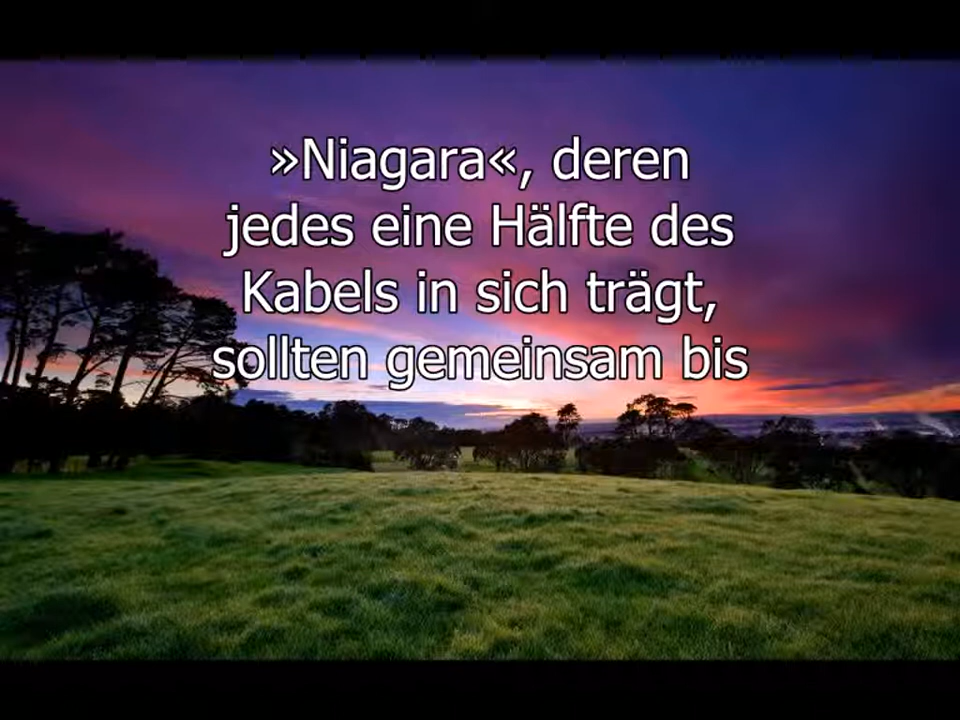 »Niagara«, deren
jedes eine Hälfte des
Kabels in sich trägt,
sollten gemeinsam bis